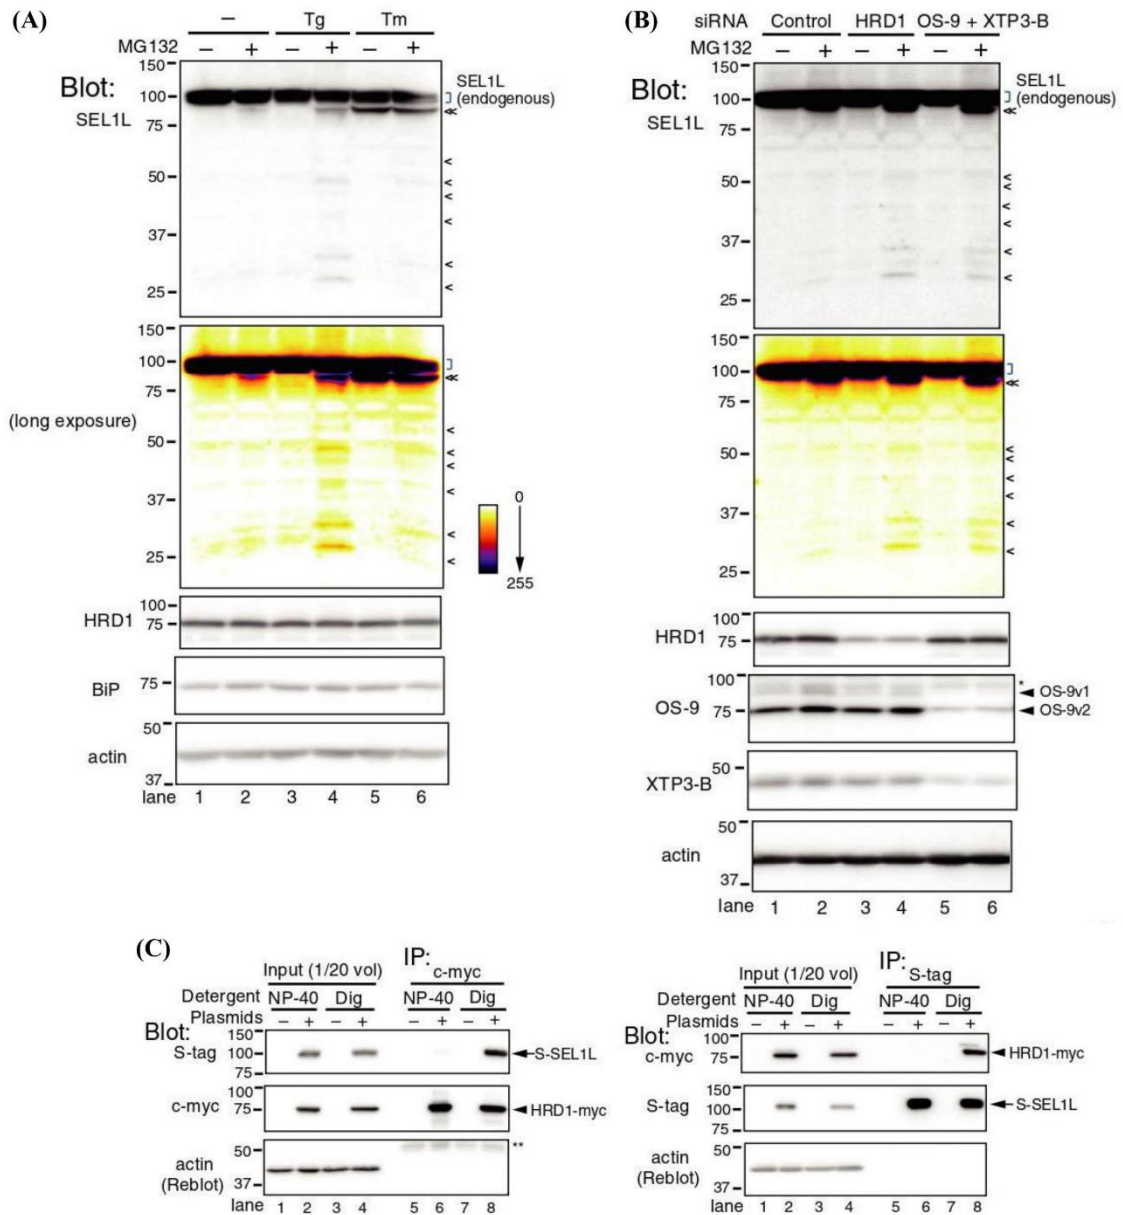 (A)
— Tg Tm
MG132 – + – + – +
Blot:
SEL1L
150
100
75
50
37
25
SEL1L
(endogenous)
(long exposure)
150
100
75
50
37
25
0
255
HRD1
100
75
BiP
75
actin
50
37
lane 1 2 3 4 5 6
(B)
siRNA Control HRD1 OS-9 + XTP3-B
MG132 – + – + – +
Blot:
SEL1L
150
100
75
50
37
25
SEL1L
(endogenous)
150
100
75
50
37
25
HRD1
100
75
OS-9
100
75
*
OS-9v1
OS-9v2
XTP3-B
50
actin
50
37
lane 1 2 3 4 5 6
(C)
Input (1/20 vol) IP: c-myc
Detergent NP-40 Dig NP-40 Dig
Plasmids – + – + – + – +
Blot:
S-tag
150
100
75
S-SEL1L
c-myc
100
75
HRD1-myc
actin
(Reblot)
50
37
**
lane 1 2 3 4 5 6 7 8
Input (1/20 vol) IP: S-tag
Detergent NP-40 Dig NP-40 Dig
Plasmids – + – + – + – +
Blot:
c-myc
100
75
HRD1-myc
S-tag
150
100
75
S-SEL1L
actin
(Reblot)
50
37
lane 1 2 3 4 5 6 7 8